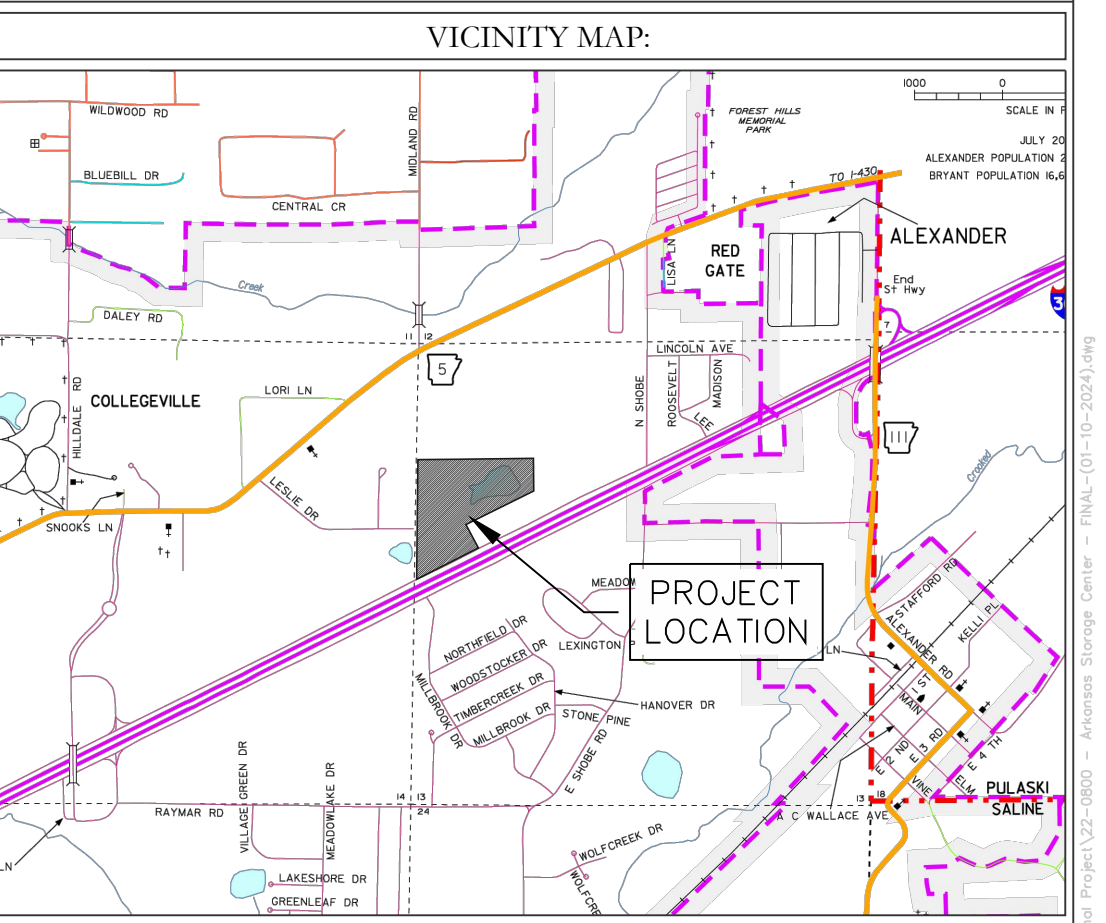 VICINITY MAP:
WILDWOOD RD
BLUEBILL DR
CENTRAL CR
MIDLAND RD
FOREST HILLS
MEMORIAL
PARK
1000 0
SCALE IN F
JULY 20
ALEXANDER POPULATION 2
BRYANT POPULATION 16,6
TO I-430
ALEXANDER
RED
GATE
LISA LN
End
St Hwy
Creek
DALEY RD
11 12
7
3
5
LINCOLN AVE
N SHOBE
ROOSEVELT
MADISON
LEE
HILLDALE RD
COLLEGEVILLE
LORI LN
LESLIE DR
SNOOKS LN
111
Crooked
PROJECT
LOCATION
MEADOW
LEXINGTON P
NORTHFIELD DR
WOODSTOCKER DR
TIMBERCREEK DR
MILLBROOK DR
MILLBROOK DR
HANOVER DR
STONE PINE
E SHOBE RD
STAFFORD RD
ALEXANDER RD
KELLI PL
LN
1 ST
MAIN
E 2 ND
E 3 RD
E 4 TH
VINE
ELM
PULASKI
SALINE
14 13
24
13 18
A C WALLACE AVE
RAYMAR RD
VILLAGE GREEN DR
MEADOWLAKE DR
LAKESHORE DR
GREENLEAF DR
WOLFCREEK DR
WOLFCRE
LN
nal Project\22-0800 - Arkansas Storage Center - FINAL-(01-10-2024).dwg